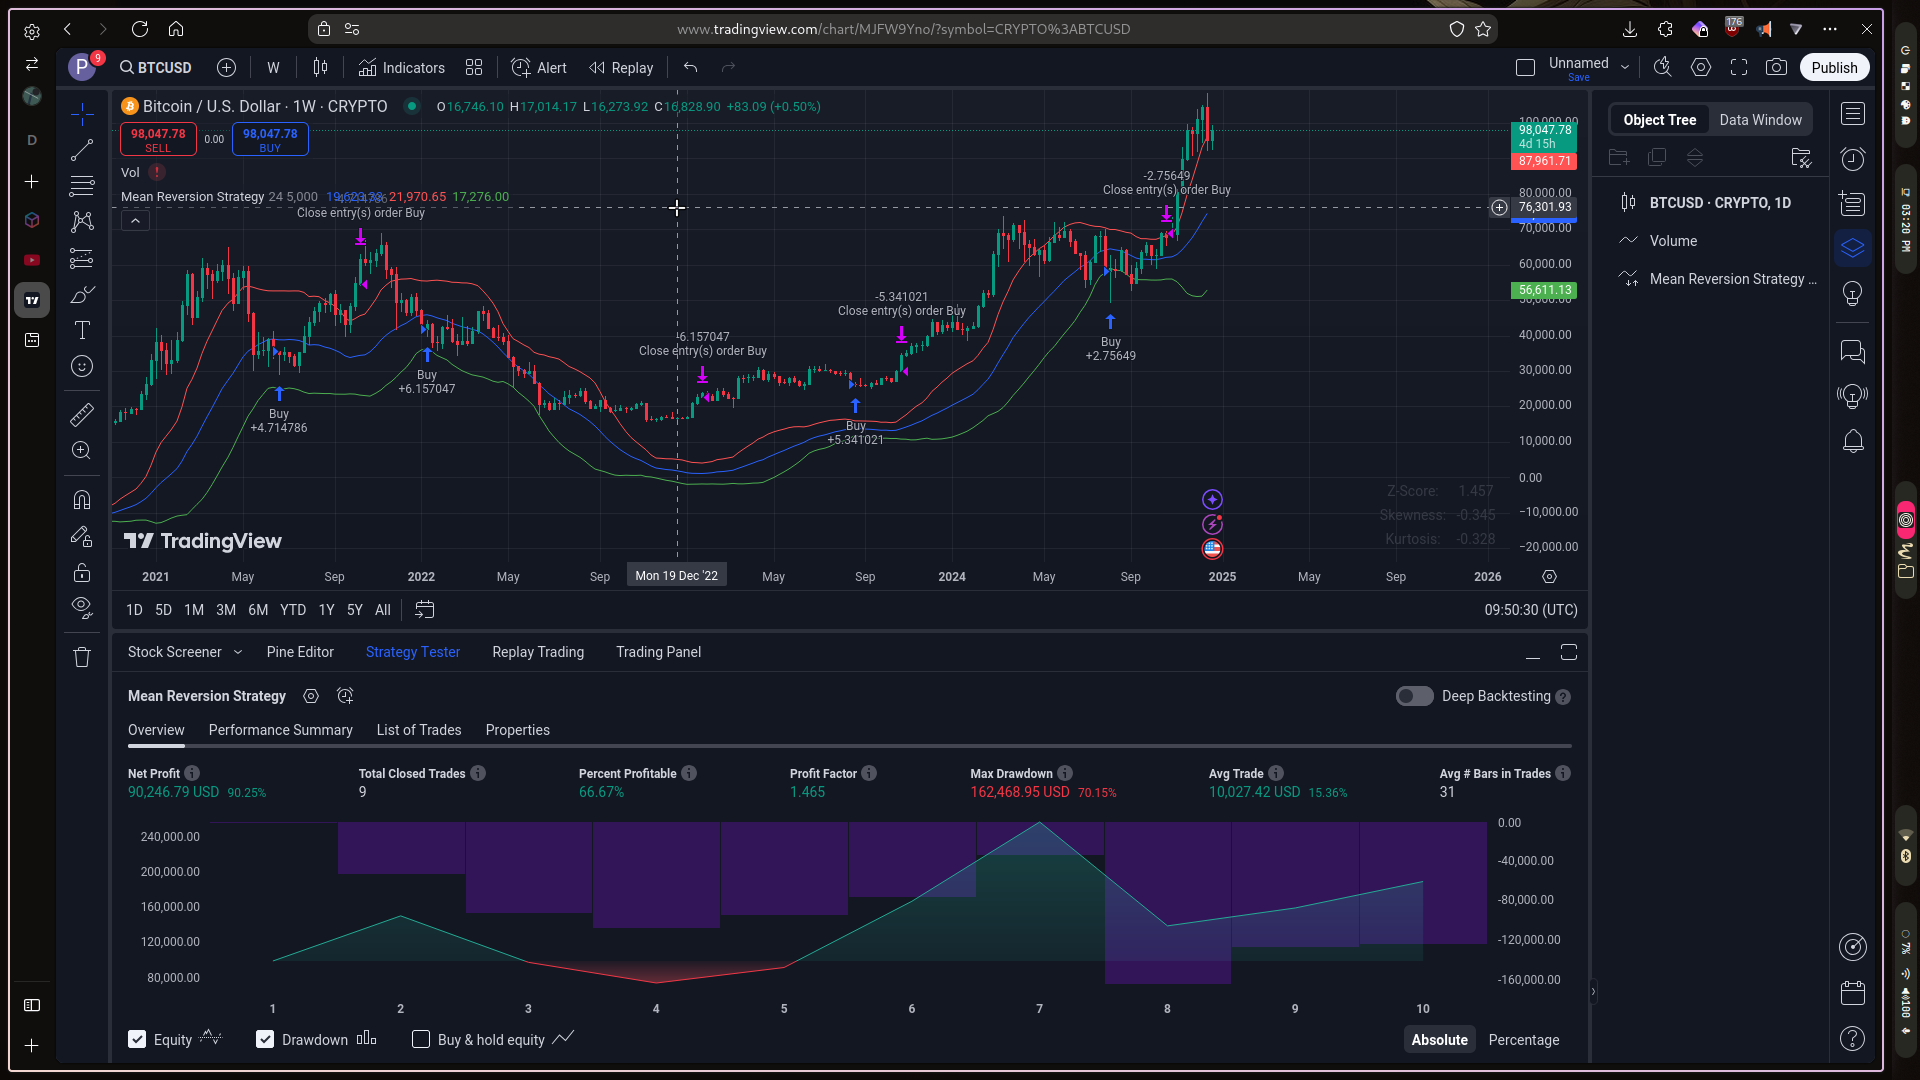 www.tradingview.com/chart/MJFW9Yno/?symbol=CRYPTO%3ABTCUSD
176
P
9
BTCUSD
W
Indicators
Alert
Replay
Unnamed
Save
Publish
Bitcoin / U.S. Dollar · 1W · CRYPTO
O16,746.10 H17,014.17 L16,273.92 C16,828.90 +83.09 (+0.50%)
98,047.78
SELL
0.00
98,047.78
BUY
Vol
Mean Reversion Strategy 24 5,000
21,970.65 17,276.00
Close entry(s) order Buy
-2.75649
Close entry(s) order Buy
-5.341021
Close entry(s) order Buy
-6.157047
Close entry(s) order Buy
Buy
+4.714786
Buy
+6.157047
Buy
+5.341021
Buy
+2.75649
100,000.00
98,047.78
4d 15h
87,961.71
80,000.00
76,301.93
70,000.00
60,000.00
56,611.13
50,000.00
40,000.00
30,000.00
20,000.00
10,000.00
0.00
−10,000.00
−20,000.00
Z-Score: 1.457
Skewness: -0.345
Kurtosis: -0.328
TradingView
2021 May Sep 2022 May Sep Mon 19 Dec '22 May Sep 2024 May Sep 2025 May Sep 2026
1D 5D 1M 3M 6M YTD 1Y 5Y All
09:50:30 (UTC)
Object Tree
Data Window
BTCUSD · CRYPTO, 1D
Volume
Mean Reversion Strategy ...
Stock Screener
Pine Editor
Strategy Tester
Replay Trading
Trading Panel
Mean Reversion Strategy
Deep Backtesting
Overview
Performance Summary
List of Trades
Properties
Net Profit
90,246.79 USD 90.25%
Total Closed Trades
9
Percent Profitable
66.67%
Profit Factor
1.465
Max Drawdown
162,468.95 USD 70.15%
Avg Trade
10,027.42 USD 15.36%
Avg # Bars in Trades
31
240,000.00
200,000.00
160,000.00
120,000.00
80,000.00
0.00
-40,000.00
-80,000.00
-120,000.00
-160,000.00
1 2 3 4 5 6 7 8 9 10
Equity
Drawdown
Buy & hold equity
Absolute
Percentage
D
03:20 PM
7%
100